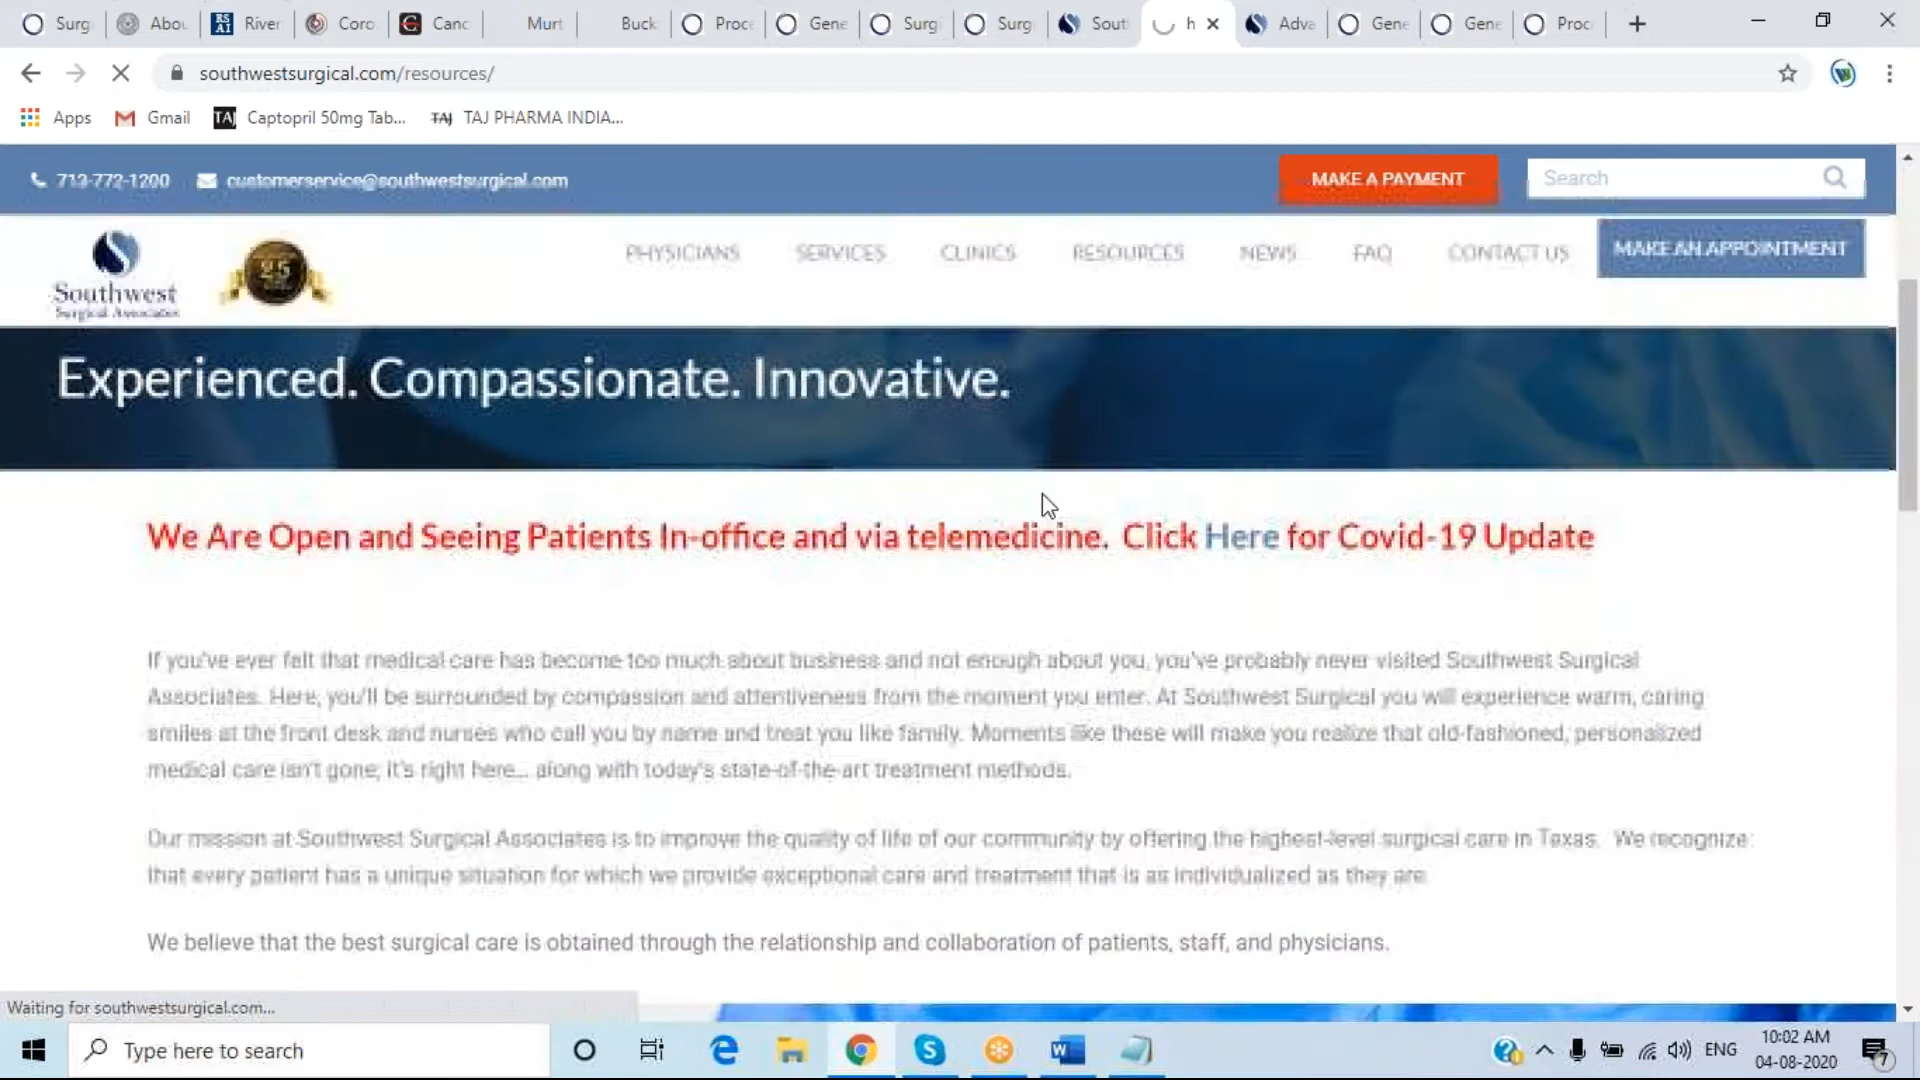 Surg
Abou
River
Coro
Canc
Murt
Buck
Proce
Gene
Surgi
Surg
Sout
h
Adva
Gene
Gene
Proc
southwestsurgical.com/resources/
Apps
Gmail
TAJ
Captopril 50mg Tab...
TAJ
TAJ PHARMA INDIA...
713-772-1200
customerservice@southwestsurgical.com
MAKE A PAYMENT
Search
Southwest
Surgical Associates
25
PHYSICIANS
SERVICES
CLINICS
RESOURCES
NEWS
FAQ
CONTACT US
MAKE AN APPOINTMENT
Experienced. Compassionate. Innovative.
We Are Open and Seeing Patients In-office and via telemedicine. Click Here for Covid-19 Update
If you've ever felt that medical care has become too much about business and not enough about you, you've probably never visited Southwest Surgical
Associates. Here, you'll be surrounded by compassion and attentiveness from the moment you enter. At Southwest Surgical you will experience warm, caring
smiles at the front desk and nurses who call you by name and treat you like family. Moments like these will make you realize that old-fashioned, personalized
medical care isn't gone; it's right here... along with today's state-of-the-art treatment methods.
Our mission at Southwest Surgical Associates is to improve the quality of life of our community by offering the highest-level surgical care in Texas. We recognize
that every patient has a unique situation for which we provide exceptional care and treatment that is as individualized as they are.
We believe that the best surgical care is obtained through the relationship and collaboration of patients, staff, and physicians.
Waiting for southwestsurgical.com...
Type here to search
ENG
10:02 AM
04-08-2020
7